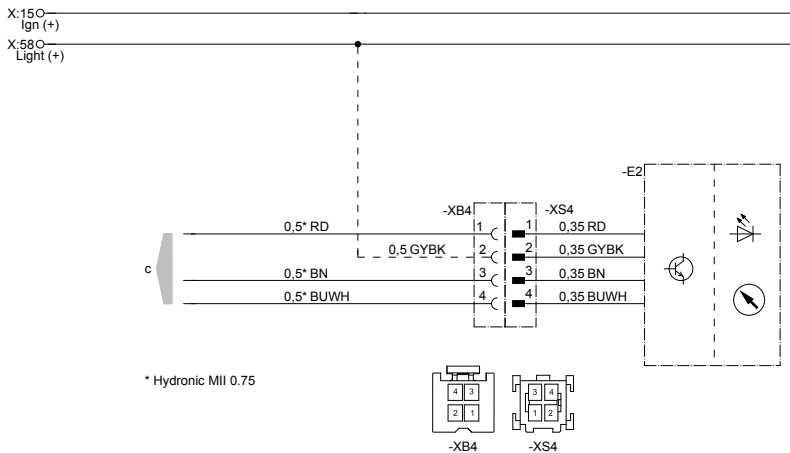 X:15
Ign (+)
X:58
Light (+)
-E2
-XB4
-XS4
0,5* RD
1
1
0,35 RD
0,5 GYBK
2
2
0,35 GYBK
c
0,5* BN
3
3
0,35 BN
0,5* BUWH
4
4
0,35 BUWH
* Hydronic MII 0.75
4 3
3 4
2 1
1 2
-XB4
-XS4